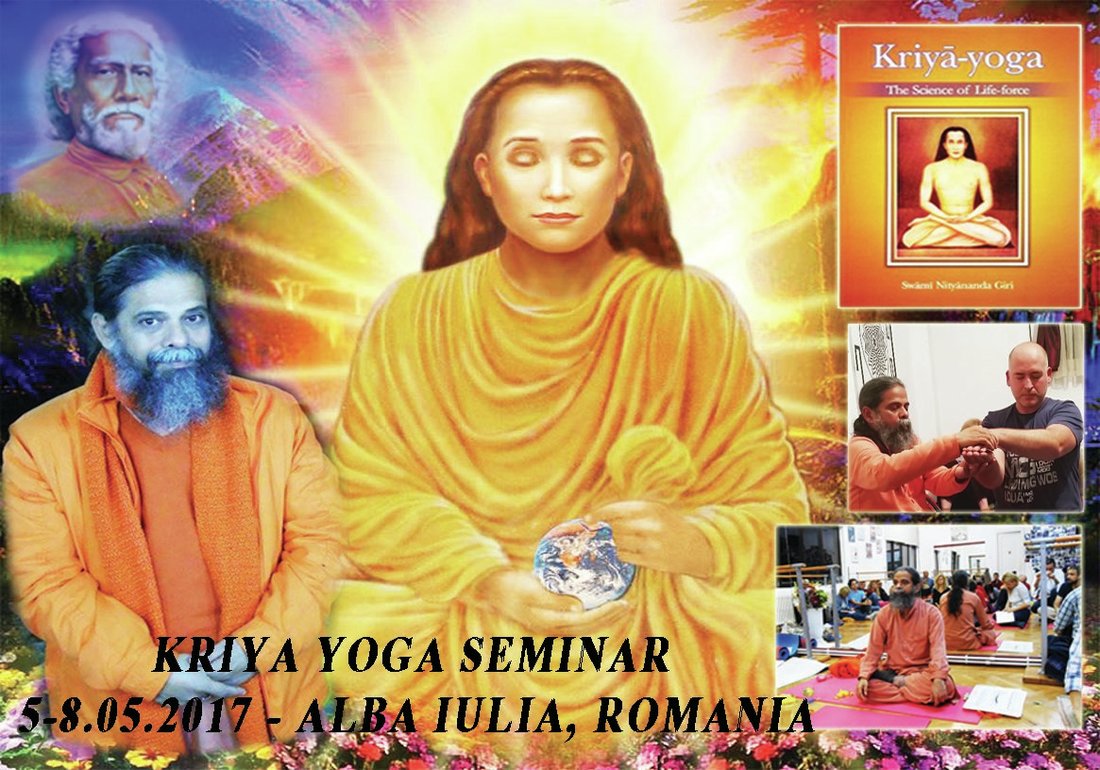 Kriyā-yoga
The Science of Life-force
Swāmi Nityānanda Giri
KRIYA YOGA SEMINAR
5-8.05.2017 - ALBA IULIA, ROMANIA